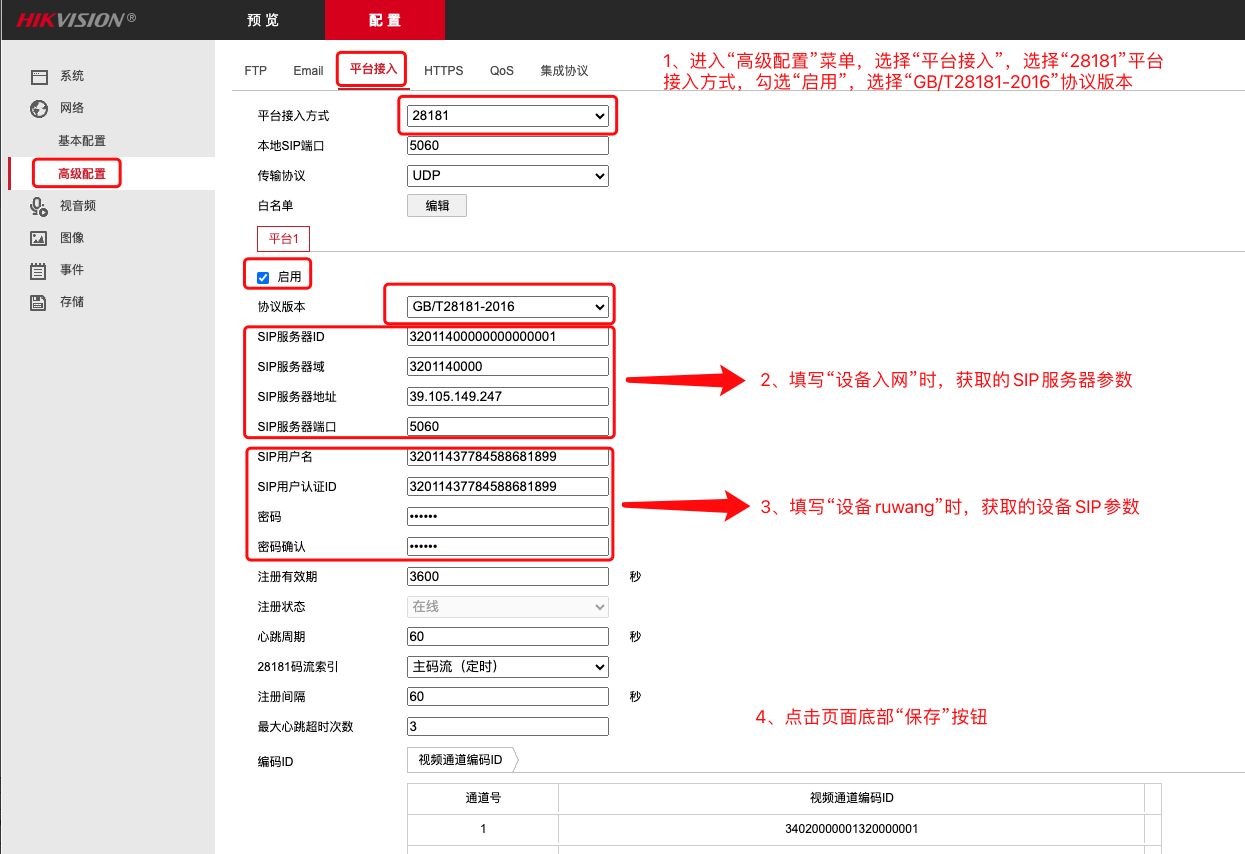 HIKVISION®
预览
配置
系统
网络
基本配置
高级配置
视音频
图像
事件
存储
FTP Email 平台接入 HTTPS QoS 集成协议
1、进入“高级配置”菜单，选择“平台接入”，选择“28181”平台
接入方式，勾选“启用”，选择“GB/T28181-2016”协议版本
平台接入方式 28181
本地SIP端口 5060
传输协议 UDP
白名单 编辑
平台1
启用
协议版本 GB/T28181-2016
SIP服务器ID 32011400000000000001
SIP服务器域 3201140000
SIP服务器地址 39.105.149.247
SIP服务器端口 5060
2、填写“设备入网”时，获取的SIP服务器参数
SIP用户名 32011437784588681899
SIP用户认证ID 32011437784588681899
密码 ••••••
密码确认 ••••••
3、填写“设备ruwang”时，获取的设备SIP参数
注册有效期 3600 秒
注册状态 在线
心跳周期 60 秒
28181码流索引 主码流（定时）
注册间隔 60 秒
最大心跳超时次数 3
4、点击页面底部“保存”按钮
编码ID 视频通道编码ID
通道号 视频通道编码ID
1 34020000001320000001